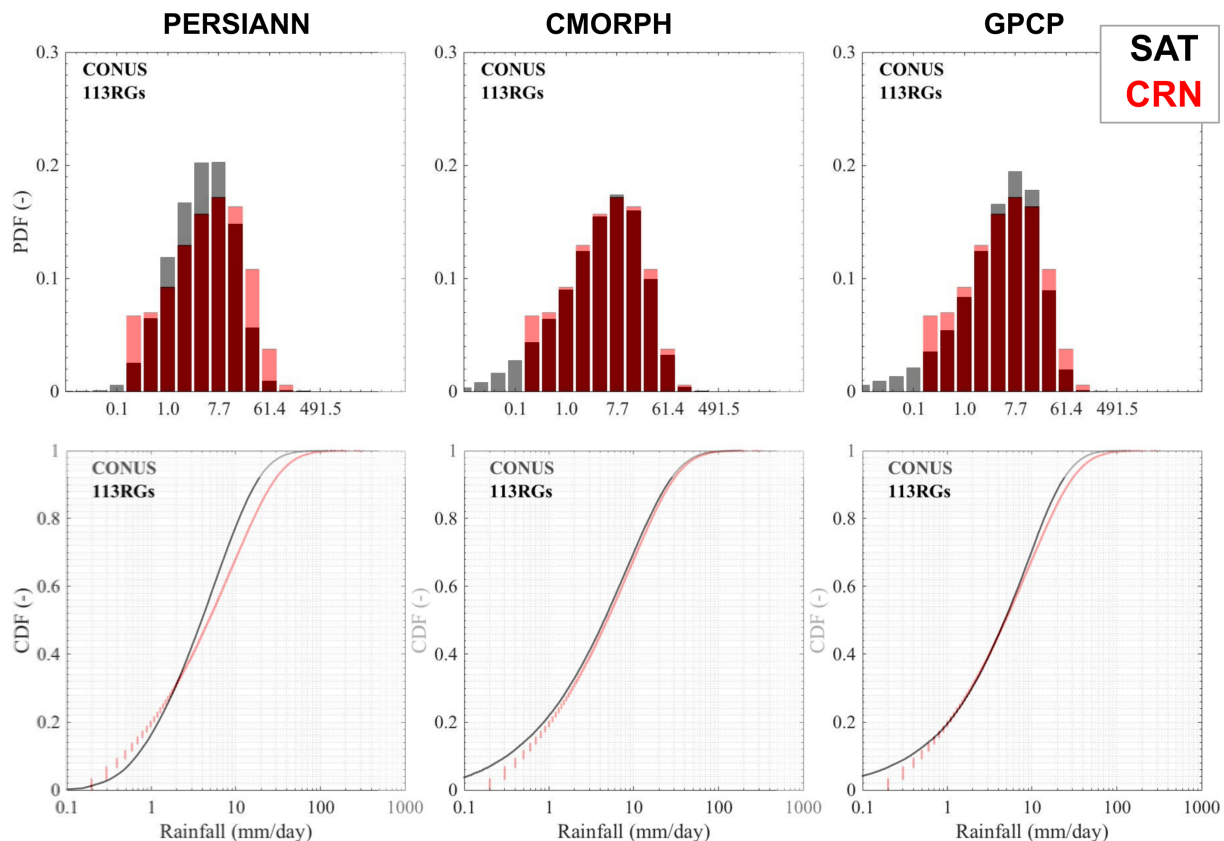 PERSIANN
CMORPH
GPCP
SAT
CRN
0.3
0.2
0.1
0
PDF (-)
CONUS
113RGs
0.1 1.0 7.7 61.4 491.5
0.3
0.2
0.1
0
CONUS
113RGs
0.1 1.0 7.7 61.4 491.5
0.3
0.2
0.1
0
CONUS
113RGs
0.1 1.0 7.7 61.4 491.5
1
0.8
0.6
0.4
0.2
0
CDF (-)
CONUS
113RGs
0.1 1 10 100 1000
Rainfall (mm/day)
1
0.8
0.6
0.4
0.2
0
CDF (-)
CONUS
113RGs
0.1 1 10 100 1000
Rainfall (mm/day)
1
0.8
0.6
0.4
0.2
0
CDF (-)
CONUS
113RGs
0.1 1 10 100 1000
Rainfall (mm/day)